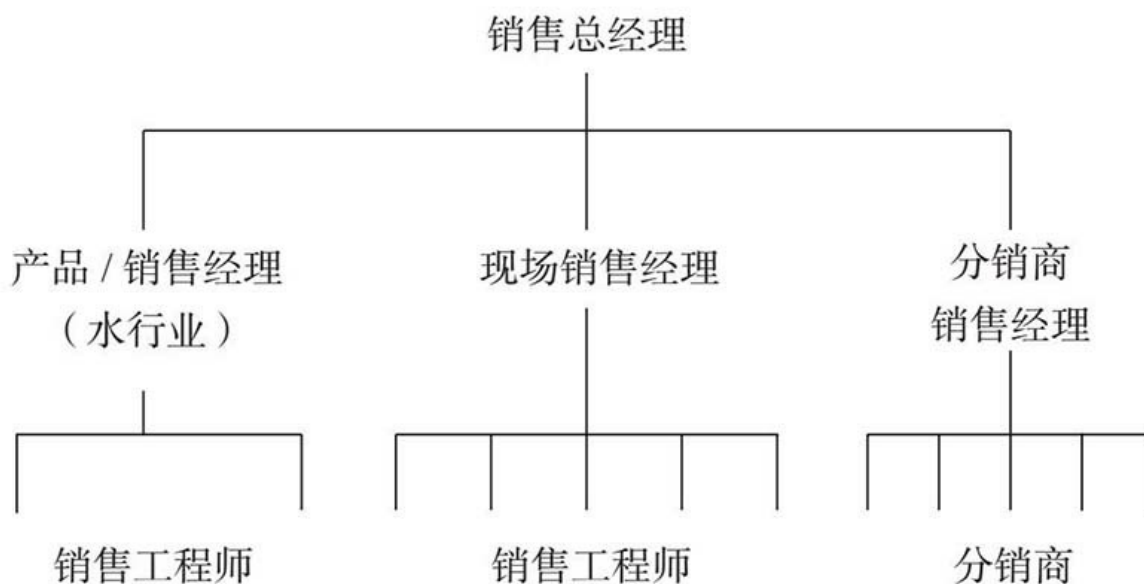 销售总经理
产品 / 销售经理
（水行业）
现场销售经理
分销商
销售经理
销售工程师
销售工程师
分销商